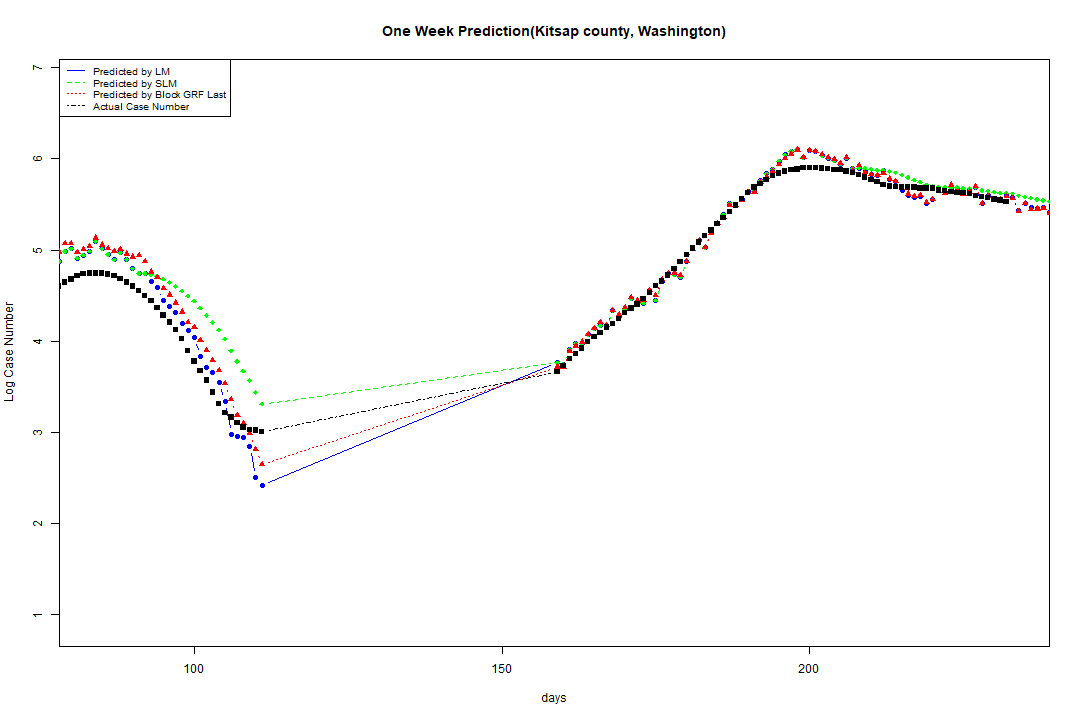 One Week Prediction(Kitsap county, Washington)
Predicted by LM
Predicted by SLM
Predicted by Block GRF Last
Actual Case Number
7
6
5
4
3
2
1
Log Case Number
100 150 200
days